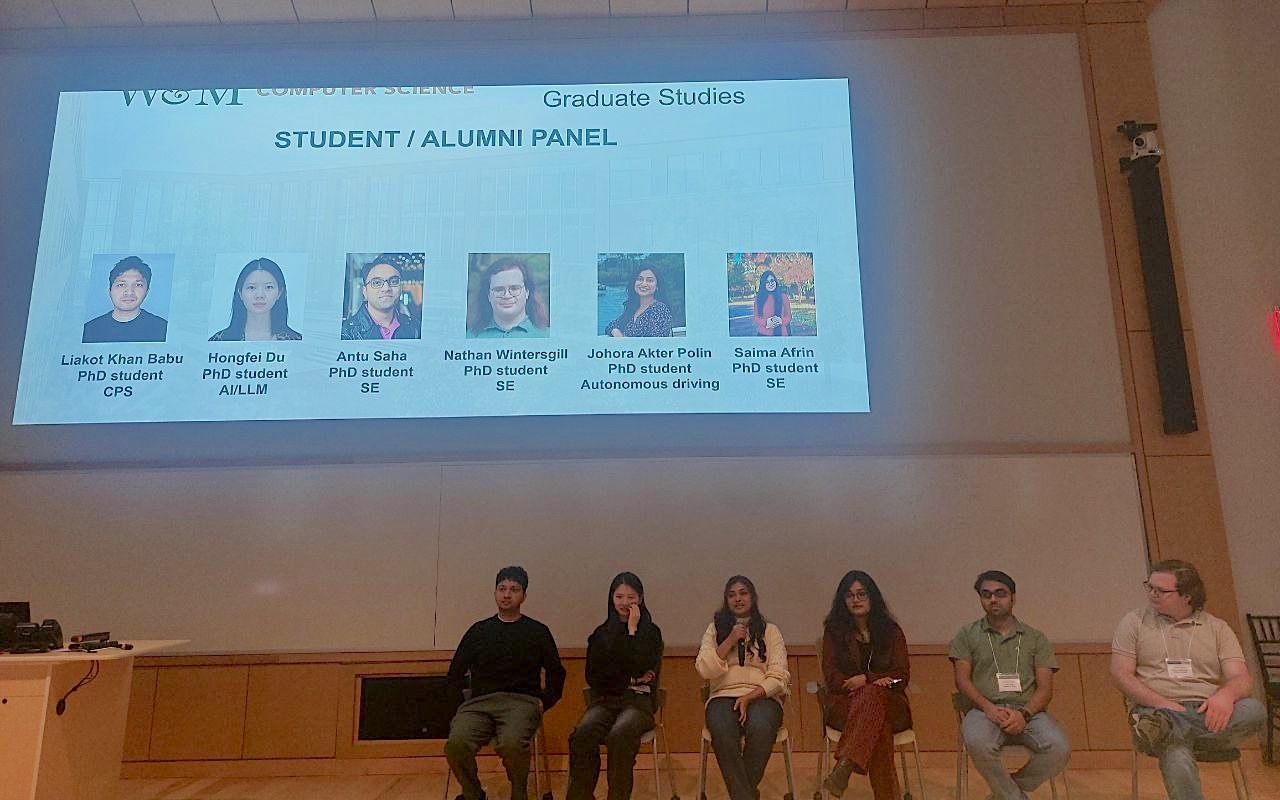 W&M COMPUTER SCIENCE
Graduate Studies
STUDENT / ALUMNI PANEL
Liakot Khan Babu
PhD student
CPS
Hongfei Du
PhD student
AI/LLM
Antu Saha
PhD student
SE
Nathan Wintersgill
PhD student
SE
Johora Akter Polin
PhD student
Autonomous driving
Saima Afrin
PhD student
SE